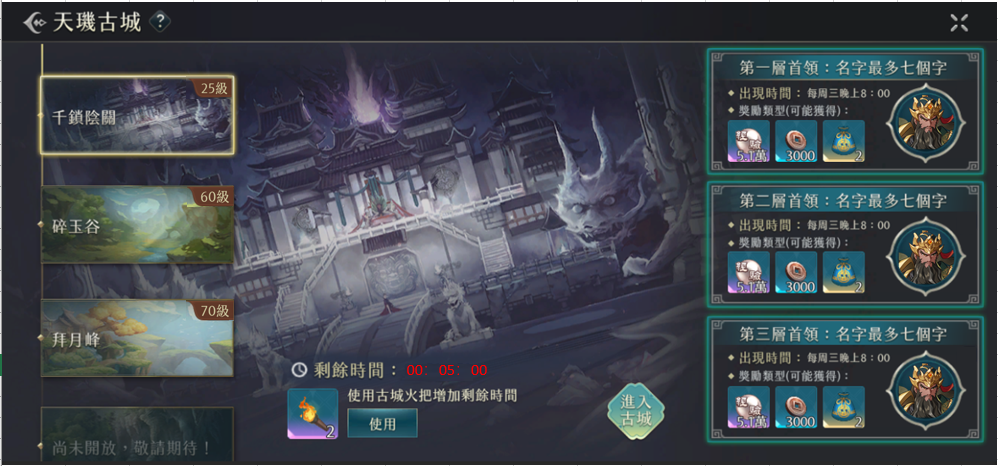 天璣古城 ?
25級
千鎖陰關
60級
碎玉谷
70級
拜月峰
尚未開放，敬請期待！
剩餘時間：00：05：00
使用古城火把增加剩餘時間
2
使用
進入
古城
第一層首領：名字最多七個字
出現時間：每周三晚上8：00
獎勵類型(可能獲得)：
經驗
5.1萬
3000
2
第二層首領：名字最多七個字
出現時間：每周三晚上8：00
獎勵類型(可能獲得)：
經驗
5.1萬
3000
2
第三層首領：名字最多七個字
出現時間：每周三晚上8：00
獎勵類型(可能獲得)：
經驗
5.1萬
3000
2